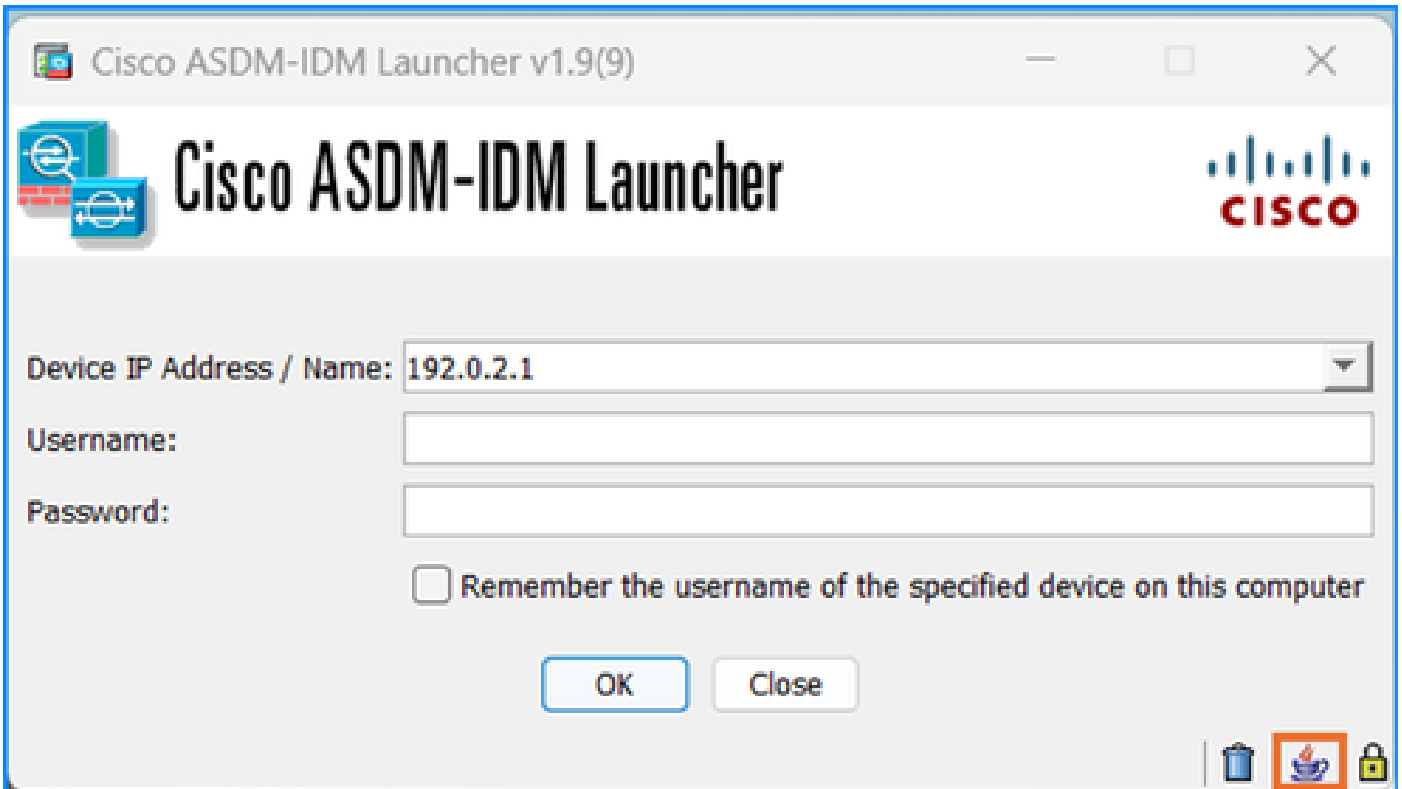 Cisco ASDM-IDM Launcher v1.9(9)
Cisco ASDM-IDM Launcher
CISCO
Device IP Address / Name: 192.0.2.1
Username:
Password:
Remember the username of the specified device on this computer
OK Close